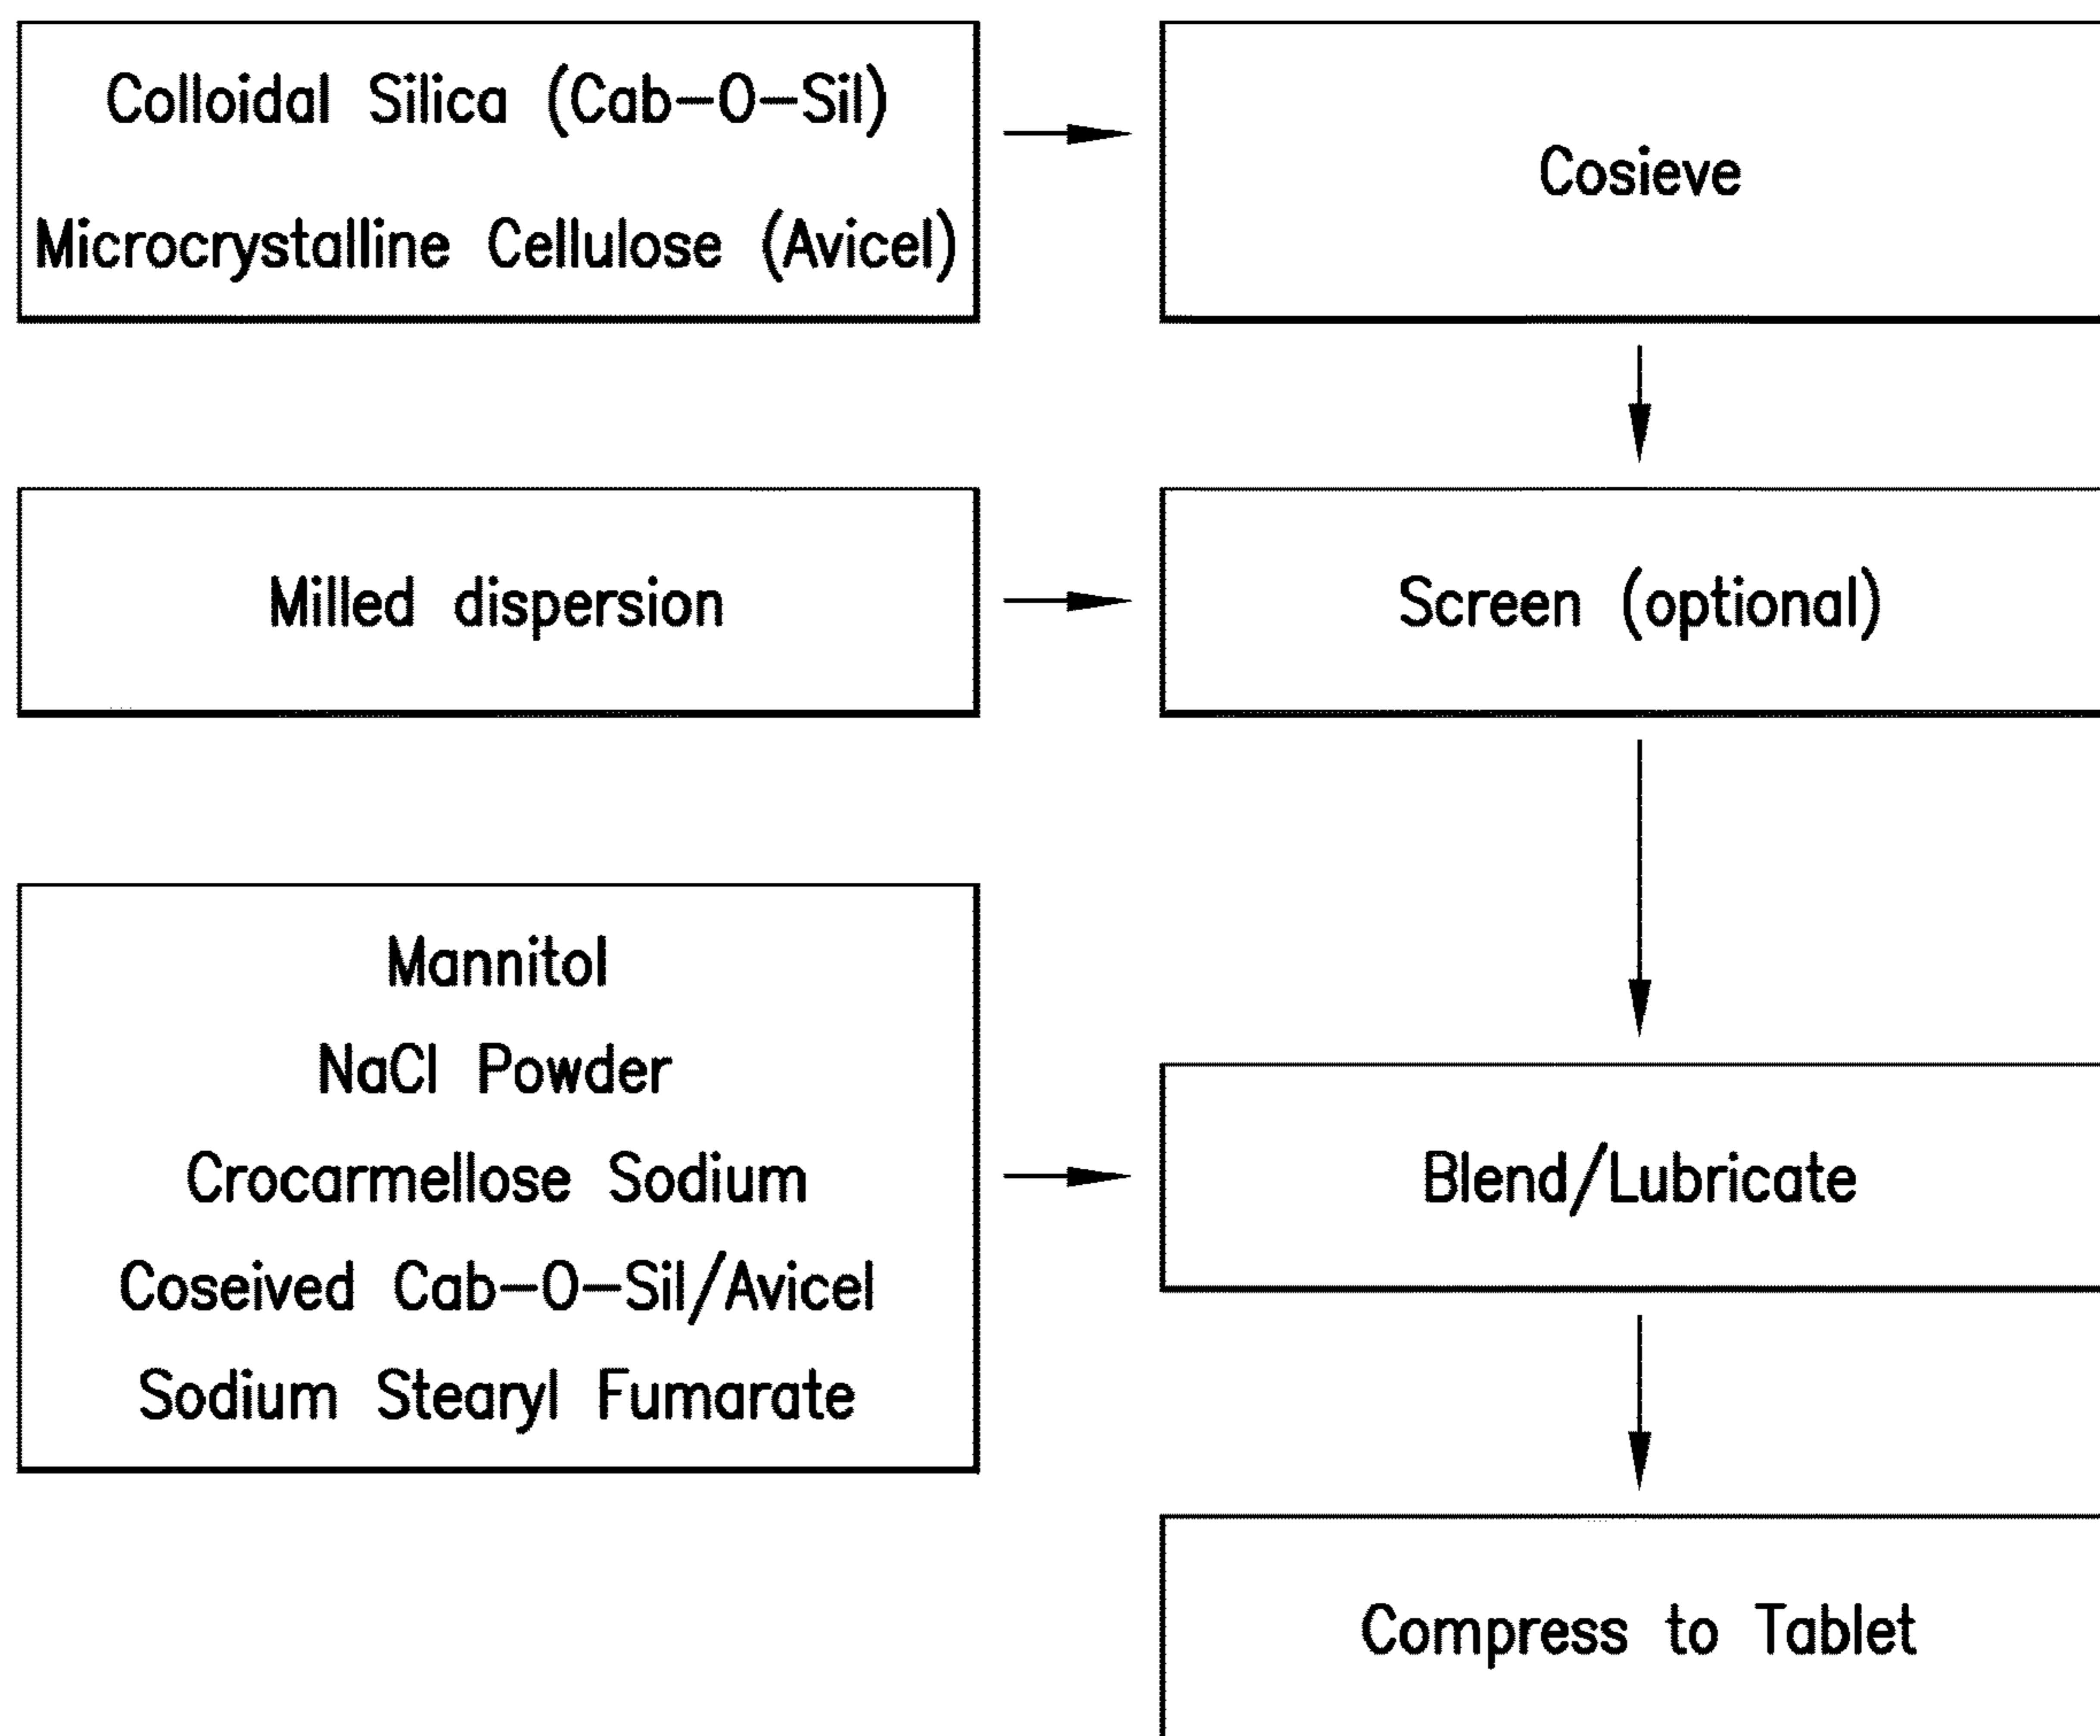 Colloidal Silica (Cab-O-Sil)
Microcrystalline Cellulose (Avicel)
Cosieve
Milled dispersion
Screen (optional)
Mannitol
NaCl Powder
Crocarmellose Sodium
Coseived Cab-O-Sil/Avicel
Sodium Stearyl Fumarate
Blend/Lubricate
Compress to Tablet